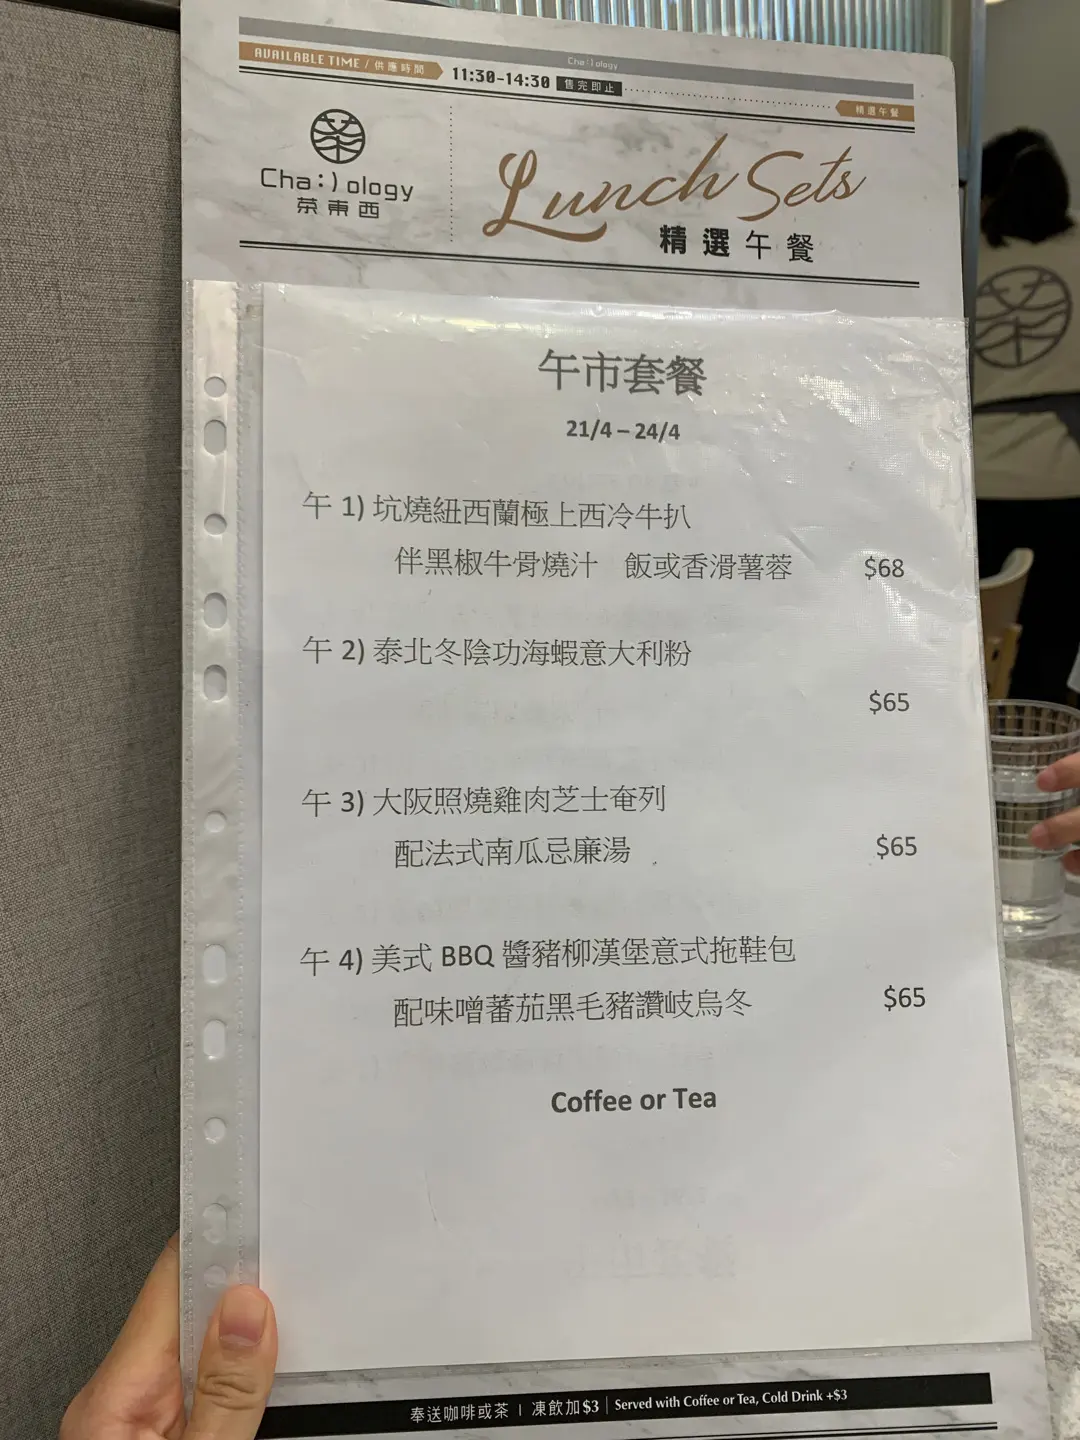 Cha:)ology
AVAILABLE TIME / 供應時間 11:30-14:30 售完即止
精選午餐
Cha:)ology
茶東西
Lunch Sets
精選午餐
午市套餐
21/4 – 24/4
午 1) 坑燒紐西蘭極上西冷牛扒
伴黑椒牛骨燒汁 飯或香滑薯蓉 $68
午 2) 泰北冬陰功海蝦意大利粉
$65
午 3) 大阪照燒雞肉芝士奄列
配法式南瓜忌廉湯 $65
午 4) 美式 BBQ 醬豬柳漢堡意式拖鞋包
配味噌蕃茄黑毛豬讚岐烏冬 $65
Coffee or Tea
奉送咖啡或茶 | 凍飲加$3 | Served with Coffee or Tea, Cold Drink +$3